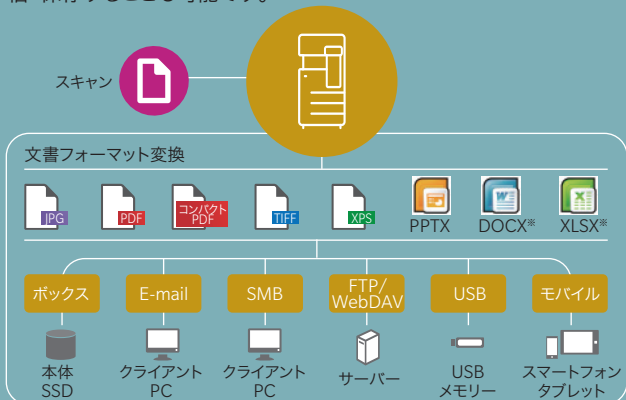 スキャン
文書フォーマット変換
JPG
PDF
コンパクト
PDF
TIFF
XPS
PPTX
DOCX※
XLSX※
ボックス
E-mail
SMB
FTP/
WebDAV
USB
モバイル
本体
SSD
クライアント
PC
クライアント
PC
サーバー
USB
メモリー
スマートフォン
タブレット